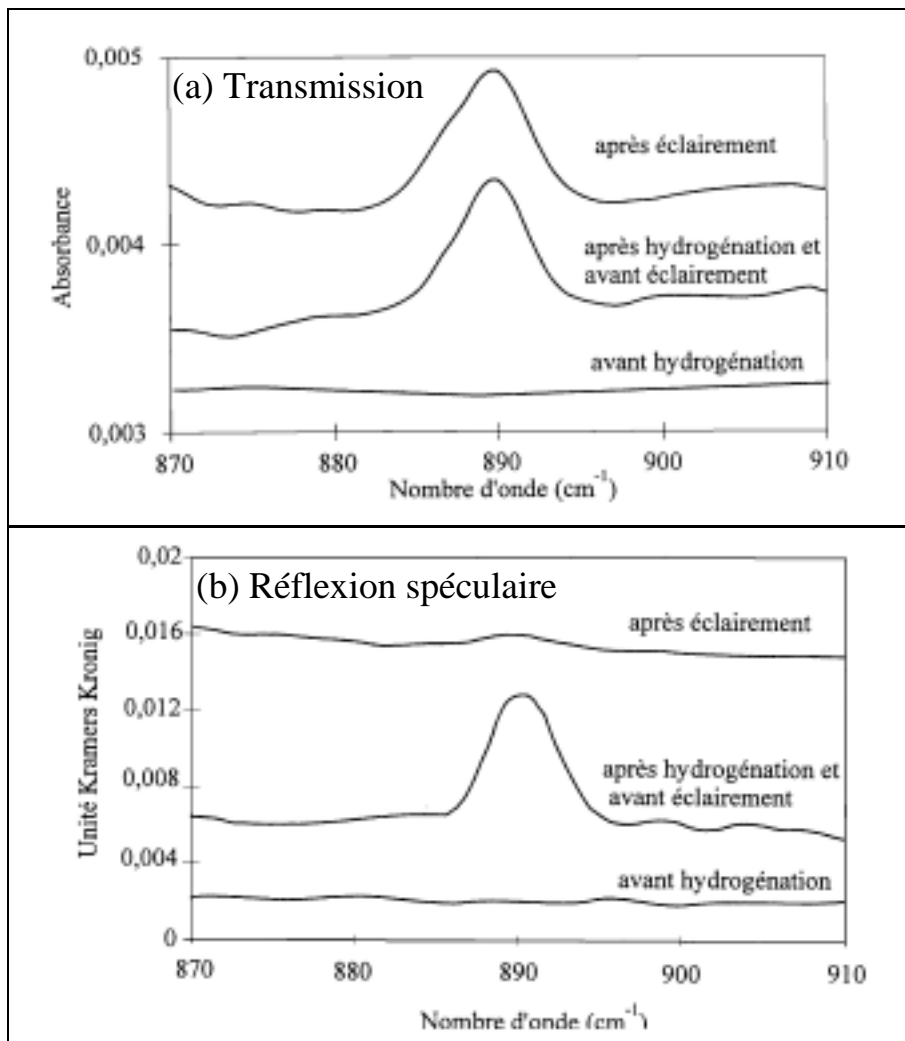 (a) Transmission
0,005
0,004
0,003
Absorbance
après éclairement
après hydrogénation et
avant éclairement
avant hydrogénation
870 880 890 900 910
Nombre d'onde (cm⁻¹)
(b) Réflexion spéculaire
0,02
0,016
0,012
0,008
0,004
0
Unité Kramers Kronig
après éclairement
après hydrogénation et
avant éclairement
avant hydrogénation
870 880 890 900 910
Nombre d'onde (cm⁻¹)